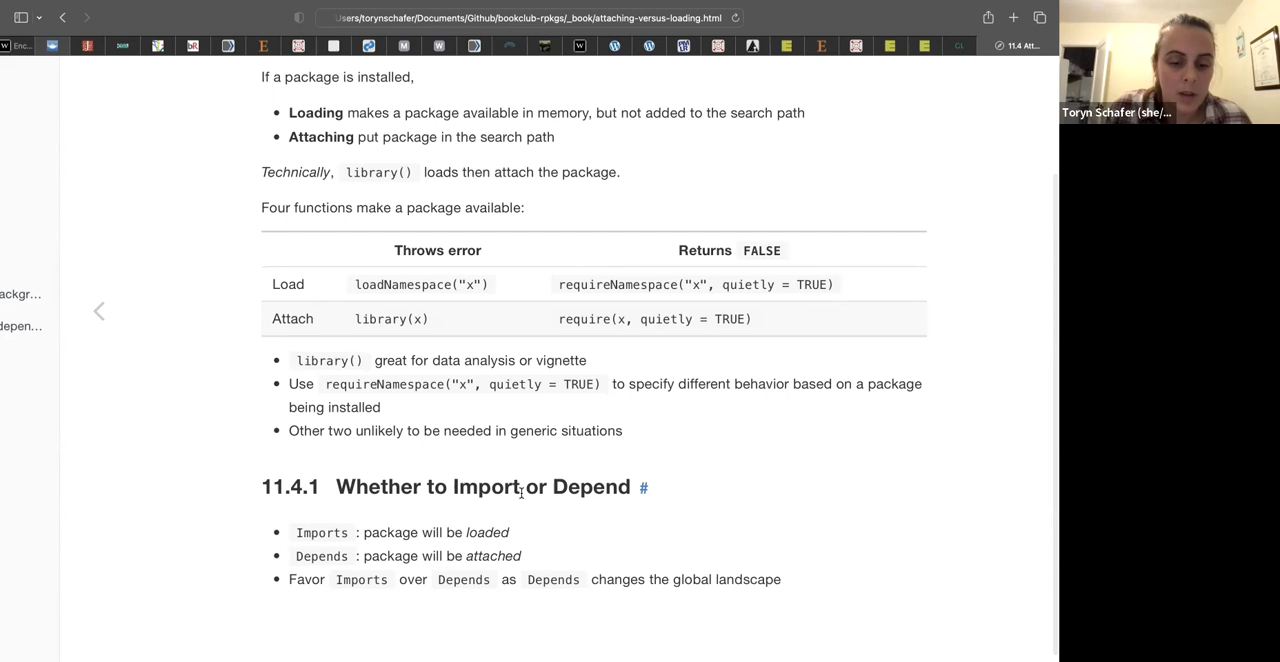 Users/torynschafer/Documents/Github/bookclub-rpkgs/_book/attaching-versus-loading.html
W Enc...
bR
E
M
W
W
E
GL
11.4 Att...
If a package is installed,
• Loading makes a package available in memory, but not added to the search path
• Attaching put package in the search path
Technically, library() loads then attach the package.
Four functions make a package available:
Throws error Returns FALSE
Load loadNamespace("x") requireNamespace("x", quietly = TRUE)
Attach library(x) require(x, quietly = TRUE)
• library() great for data analysis or vignette
• Use requireNamespace("x", quietly = TRUE) to specify different behavior based on a package
being installed
• Other two unlikely to be needed in generic situations
11.4.1 Whether to Import or Depend #
• Imports : package will be loaded
• Depends : package will be attached
• Favor Imports over Depends as Depends changes the global landscape
ackgr...
depen...
Toryn Schafer (she/...